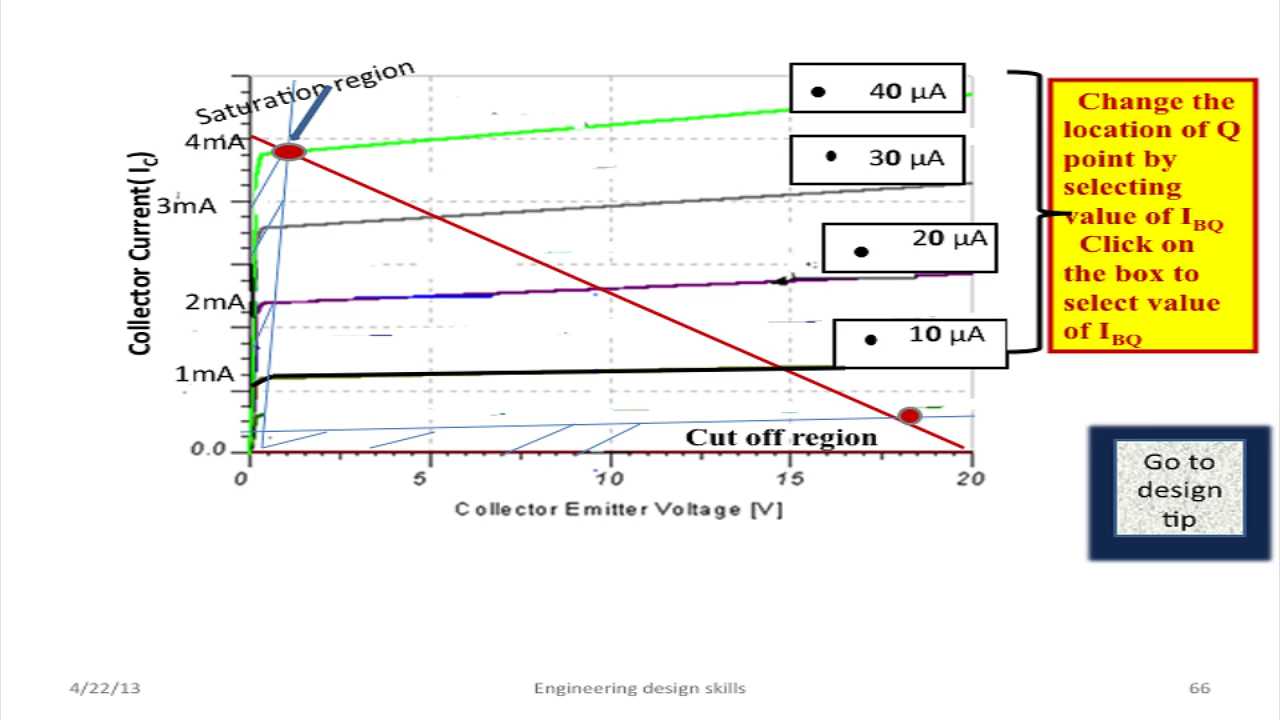 Saturation region
40 µA
30 µA
20 µA
10 µA
Change the
location of Q
point by
selecting
value of IBQ
Click on
the box to
select value
of IBQ
Collector Current( IC)
4mA
3mA
2mA
1mA
0.0
Cut off region
0 5 10 15 20
Collector Emitter Voltage [V]
Go to
design
tip
4/22/13 Engineering design skills 66